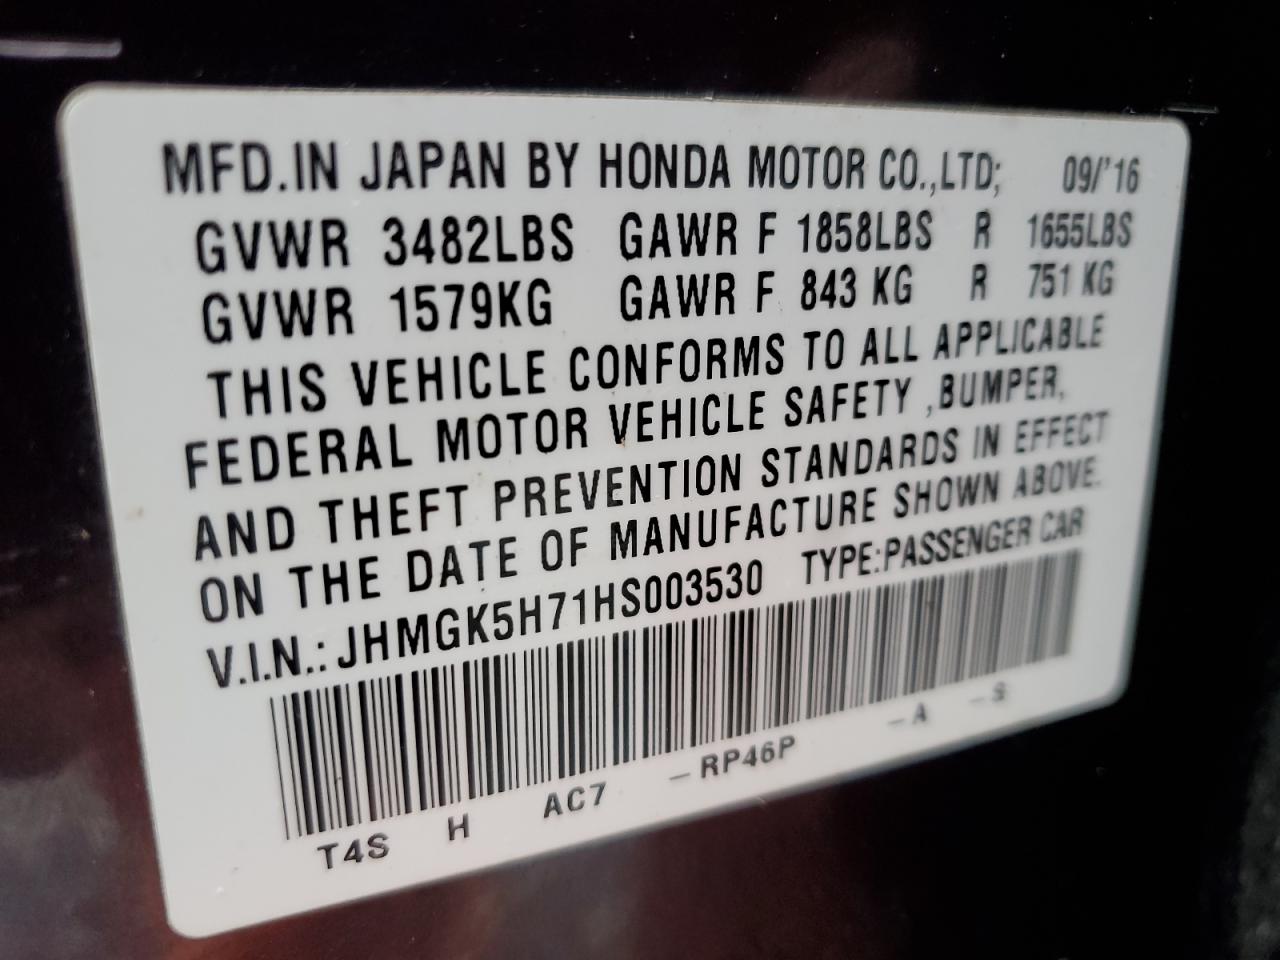 MFD.IN JAPAN BY HONDA MOTOR CO.,LTD; 09/'16
GVWR 3482LBS GAWR F 1858LBS R 1655LBS
GVWR 1579KG GAWR F 843 KG R 751 KG
THIS VEHICLE CONFORMS TO ALL APPLICABLE
FEDERAL MOTOR VEHICLE SAFETY ,BUMPER,
AND THEFT PREVENTION STANDARDS IN EFFECT
ON THE DATE OF MANUFACTURE SHOWN ABOVE.
V.I.N.: JHMGK5H71HS003530 TYPE:PASSENGER CAR
T4S H AC7 –RP46P –A –S